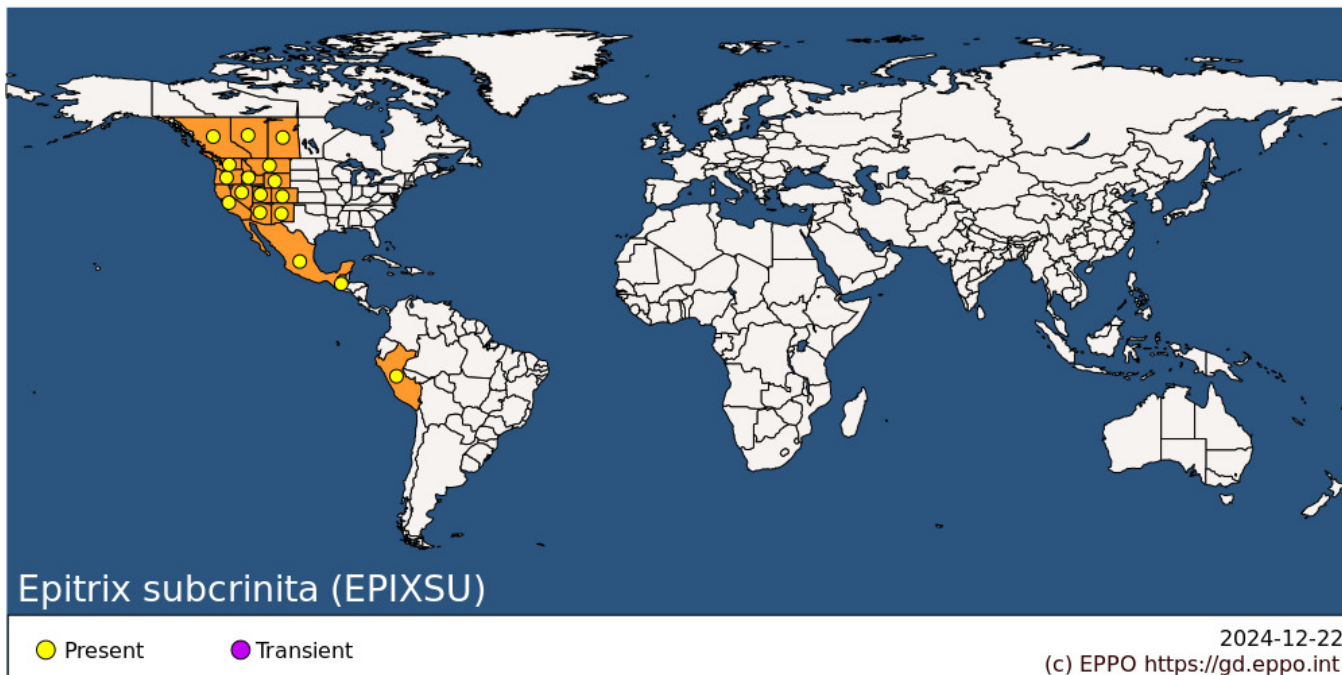 Epitrix subcrinita (EPIXSU)
Present
Transient
2024-12-22
(c) EPPO https://gd.eppo.int